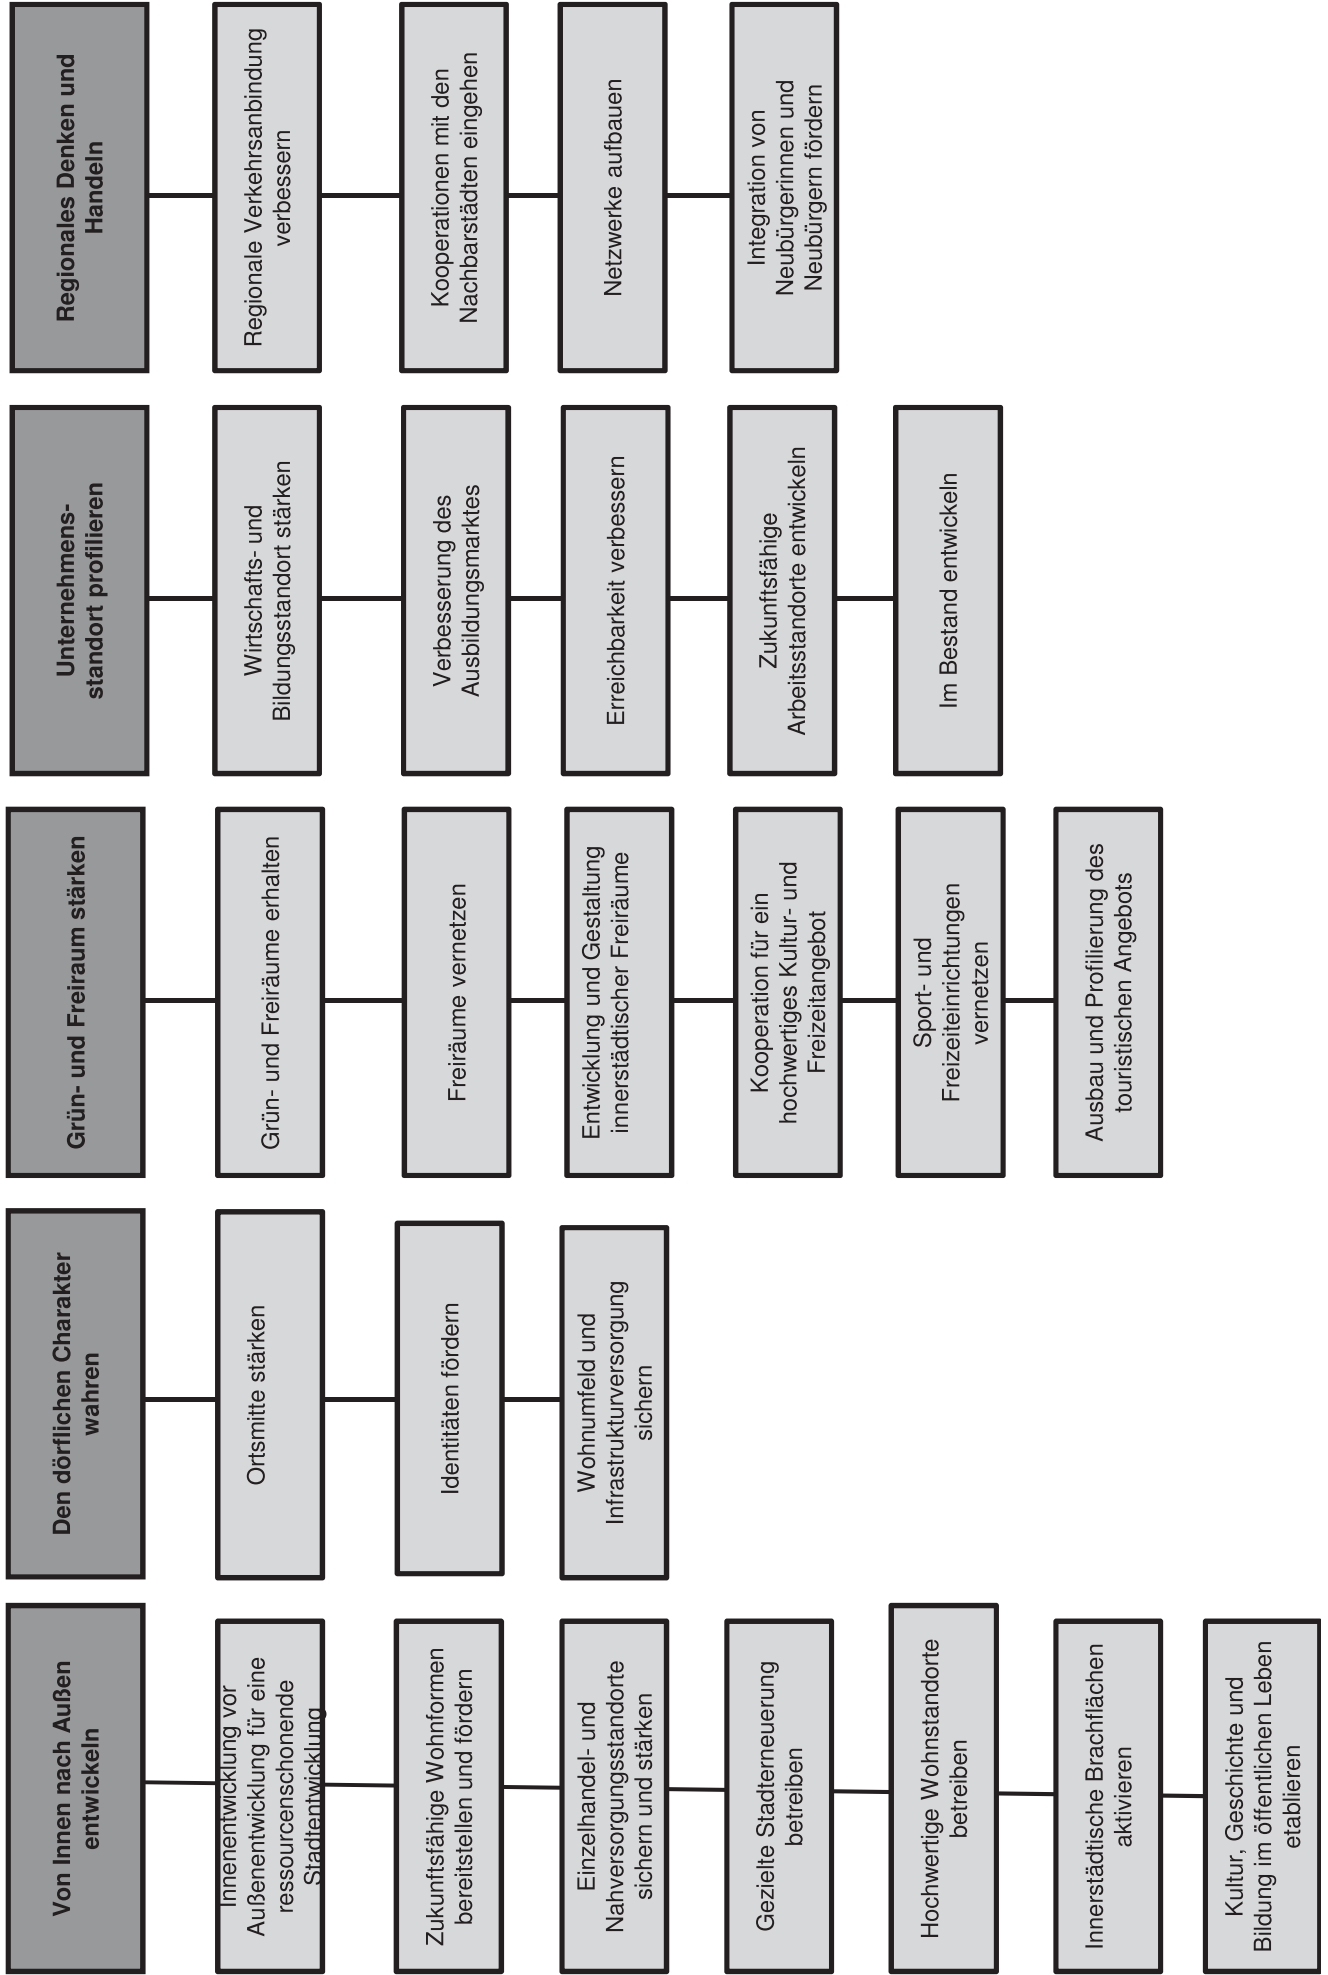 Von Innen nach Außen
entwickeln
Innenentwicklung vor
Außenentwicklung für eine
ressourcenschonende
Stadtentwicklung
Zukunftsfähige Wohnformen
bereitstellen und fördern
Einzelhandel- und
Nahversorgungsstandorte
sichern und stärken
Gezielte Stadterneuerung
betreiben
Hochwertige Wohnstandorte
betreiben
Innerstädtische Brachflächen
aktivieren
Kultur, Geschichte und
Bildung im öffentlichen Leben
etablieren
Den dörflichen Charakter
wahren
Ortsmitte stärken
Identitäten fördern
Wohnumfeld und
Infrastrukturversorgung
sichern
Grün- und Freiraum stärken
Grün- und Freiräume erhalten
Freiräume vernetzen
Entwicklung und Gestaltung
innerstädtischer Freiräume
Kooperation für ein
hochwertiges Kultur- und
Freizeitangebot
Sport- und
Freizeiteinrichtungen
vernetzen
Ausbau und Profilierung des
touristischen Angebots
Unternehmens-
standort profilieren
Wirtschafts- und
Bildungsstandort stärken
Verbesserung des
Ausbildungsmarktes
Erreichbarkeit verbessern
Zukunftsfähige
Arbeitsstandorte entwickeln
Im Bestand entwickeln
Regionales Denken und
Handeln
Regionale Verkehrsanbindung
verbessern
Kooperationen mit den
Nachbarstädten eingehen
Netzwerke aufbauen
Integration von
Neubürgerinnen und
Neubürgern fördern